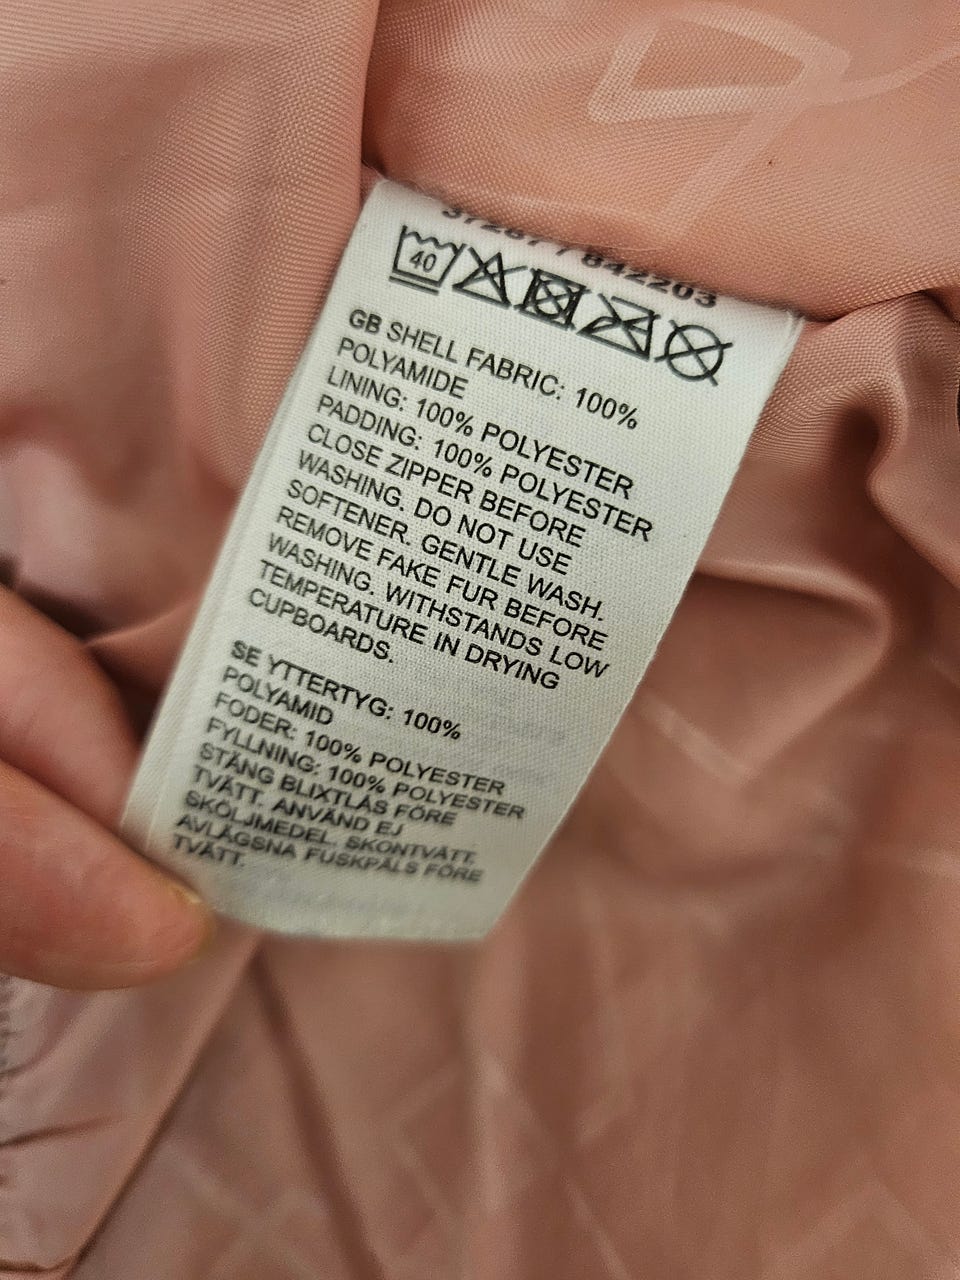 37287 / 842203
40
GB SHELL FABRIC: 100%
POLYAMIDE
LINING: 100% POLYESTER
PADDING: 100% POLYESTER
CLOSE ZIPPER BEFORE
WASHING. DO NOT USE
SOFTENER. GENTLE WASH.
REMOVE FAKE FUR BEFORE
WASHING. WITHSTANDS LOW
TEMPERATURE IN DRYING
CUPBOARDS.
SE YTTERTYG: 100%
POLYAMID
FODER: 100% POLYESTER
FYLLNING: 100% POLYESTER
STÄNG BLIXTLÅS FÖRE
TVÄTT. ANVÄND EJ
SKÖLJMEDEL. SKONTVÄTT.
AVLÄGSNA FUSKPÄLS FÖRE
TVÄTT.